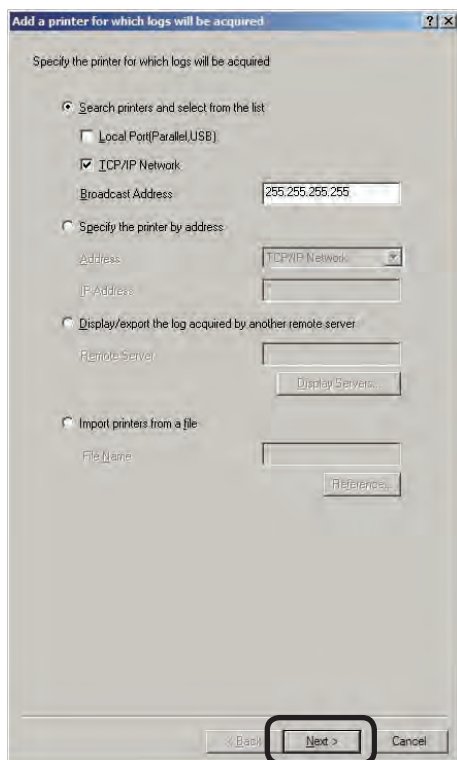 Add a printer for which logs will be acquired
Specify the printer for which logs will be acquired
Search printers and select from the list
Local Port(Parallel,USB)
TCP/IP Network
Broadcast Address 255.255.255.255
Specify the printer by address
Address TCP/IP Network
IP Address
Display/export the log acquired by another remote server
Remote Server
Display Servers...
Import printers from a file
File Name
Reference...
< Back Next > Cancel